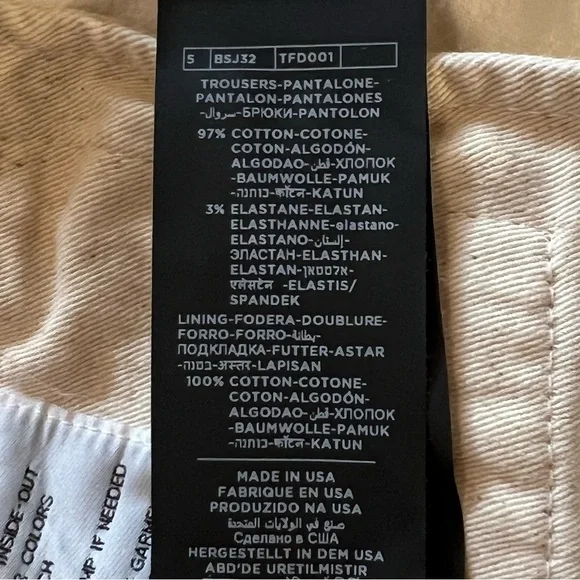 S BSJ32 TFD001
TROUSERS-PANTALONE-
PANTALON-PANTALONES
-سروال-БРЮКИ-PANTOLON
97% COTTON-COTONE-
COTON-ALGODÓN-
ALGODAO-قطن-ХЛОПОК
-BAUMWOLLE-PAMUK
-כותנה-कॉटन-KATUN
3% ELASTANE-ELASTAN-
ELASTHANNE-elastano-
ELASTANO-إلستان-
ЭЛАСТАН-ELASTHAN-
ELASTAN-אלסטאן-
एलेसटेन -ELASTIS/
SPANDEK
LINING-FODERA-DOUBLURE-
FORRO-FORRO-بطانة-
ПОДКЛАДКА-FUTTER-ASTAR
-בטנה-अस्तर-LAPISAN
100% COTTON-COTONE-
COTON-ALGODÓN-
ALGODAO-قطن-ХЛОПОК
-BAUMWOLLE-PAMUK
-כותנה-कॉटन-KATUN
MADE IN USA
FABRIQUE EN USA
PRODUZIDO NA USA
صنع في الولايات المتحدة
Сделано в США
HERGESTELLT IN DEM USA
ABD'DE URETILMISTIR
INSIDE-OUT
COLORS
IF NEEDED